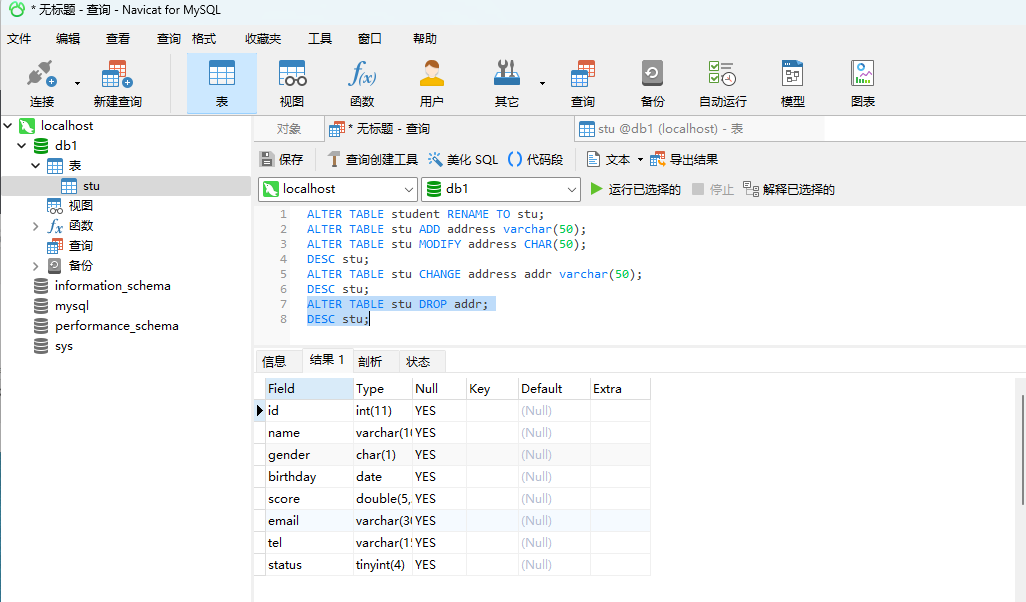 * 无标题 - 查询 - Navicat for MySQL
文件 编辑 查看 查询 格式 收藏夹 工具 窗口 帮助
连接 新建查询 表 视图 函数 用户 其它 查询 备份 自动运行 模型 图表
localhost
db1
表
stu
视图
函数
查询
备份
information_schema
mysql
performance_schema
sys
对象 * 无标题 - 查询 stu @db1 (localhost) - 表
保存 查询创建工具 美化 SQL () 代码段 文本 导出结果
localhost db1 运行已选择的 停止 解释已选择的
1 ALTER TABLE student RENAME TO stu;
2 ALTER TABLE stu ADD address varchar(50);
3 ALTER TABLE stu MODIFY address CHAR(50);
4 DESC stu;
5 ALTER TABLE stu CHANGE address addr varchar(50);
6 DESC stu;
7 ALTER TABLE stu DROP addr;
8 DESC stu;
信息 结果 1 剖析 状态
Field Type Null Key Default Extra
id int(11) YES (Null)
name varchar(10 YES (Null)
gender char(1) YES (Null)
birthday date YES (Null)
score double(5, YES (Null)
email varchar(30 YES (Null)
tel varchar(15 YES (Null)
status tinyint(4) YES (Null)